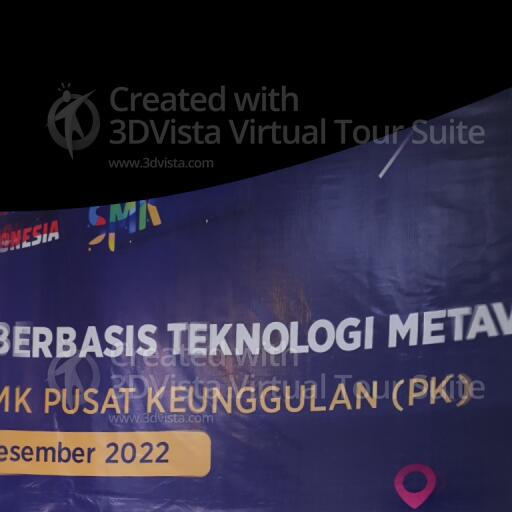 Created with
3DVista Virtual Tour Suite
www.3dvista.com
ONESIA
SMK
BERBASIS TEKNOLOGI METAV
MK PUSAT KEUNGGULAN (PK)
Created with
3DVista Virtual Tour Suite
www.3dvista.com
esember 2022